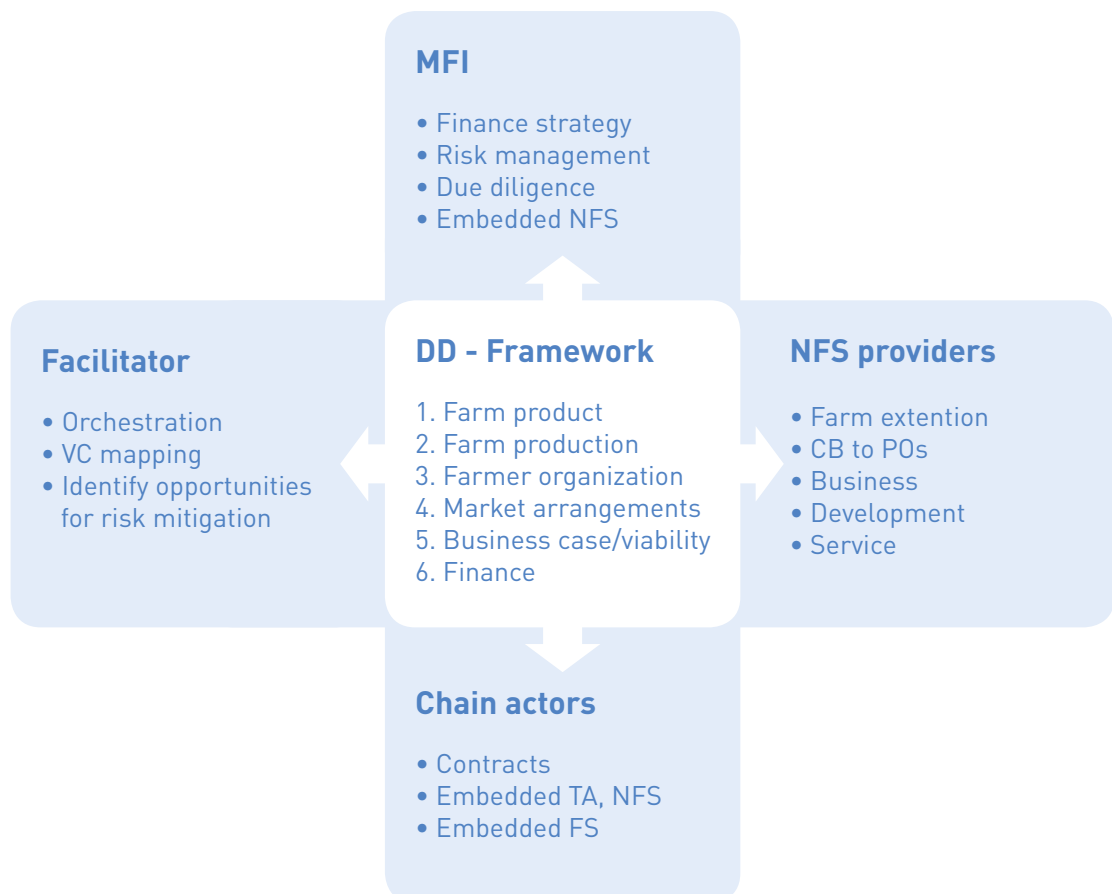 MFI
• Finance strategy
• Risk management
• Due diligence
• Embedded NFS
Facilitator
• Orchestration
• VC mapping
• Identify opportunities
for risk mitigation
DD - Framework
1. Farm product
2. Farm production
3. Farmer organization
4. Market arrangements
5. Business case/viability
6. Finance
NFS providers
• Farm extention
• CB to POs
• Business
• Development
• Service
Chain actors
• Contracts
• Embedded TA, NFS
• Embedded FS